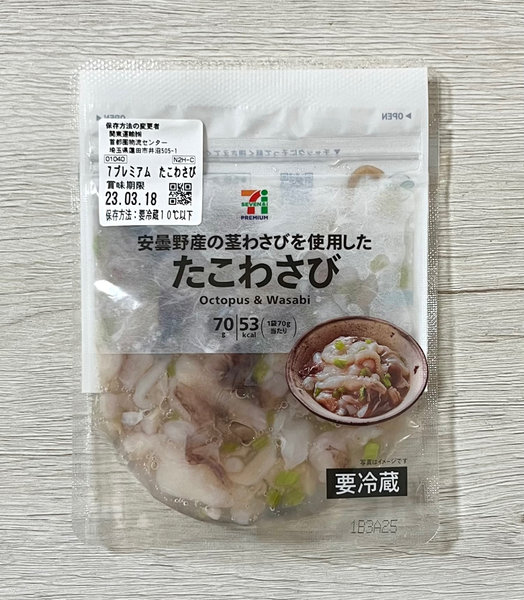 OPEN
OPEN
保存方法の変更者
関東運輸㈱
首都圏物流センター
埼玉県蓮田市井沼505-1
01040 N2H-C
7プレミアム たこわさび
賞味期限
23.03.18
保存方法:要冷蔵10℃以下
7
SEVEN & i
PREMIUM
安曇野産の茎わさびを使用した
たこわさび
Octopus & Wasabi
70g 53kcal 1袋70g当たり
写真はイメージです
要冷蔵
1B3A25